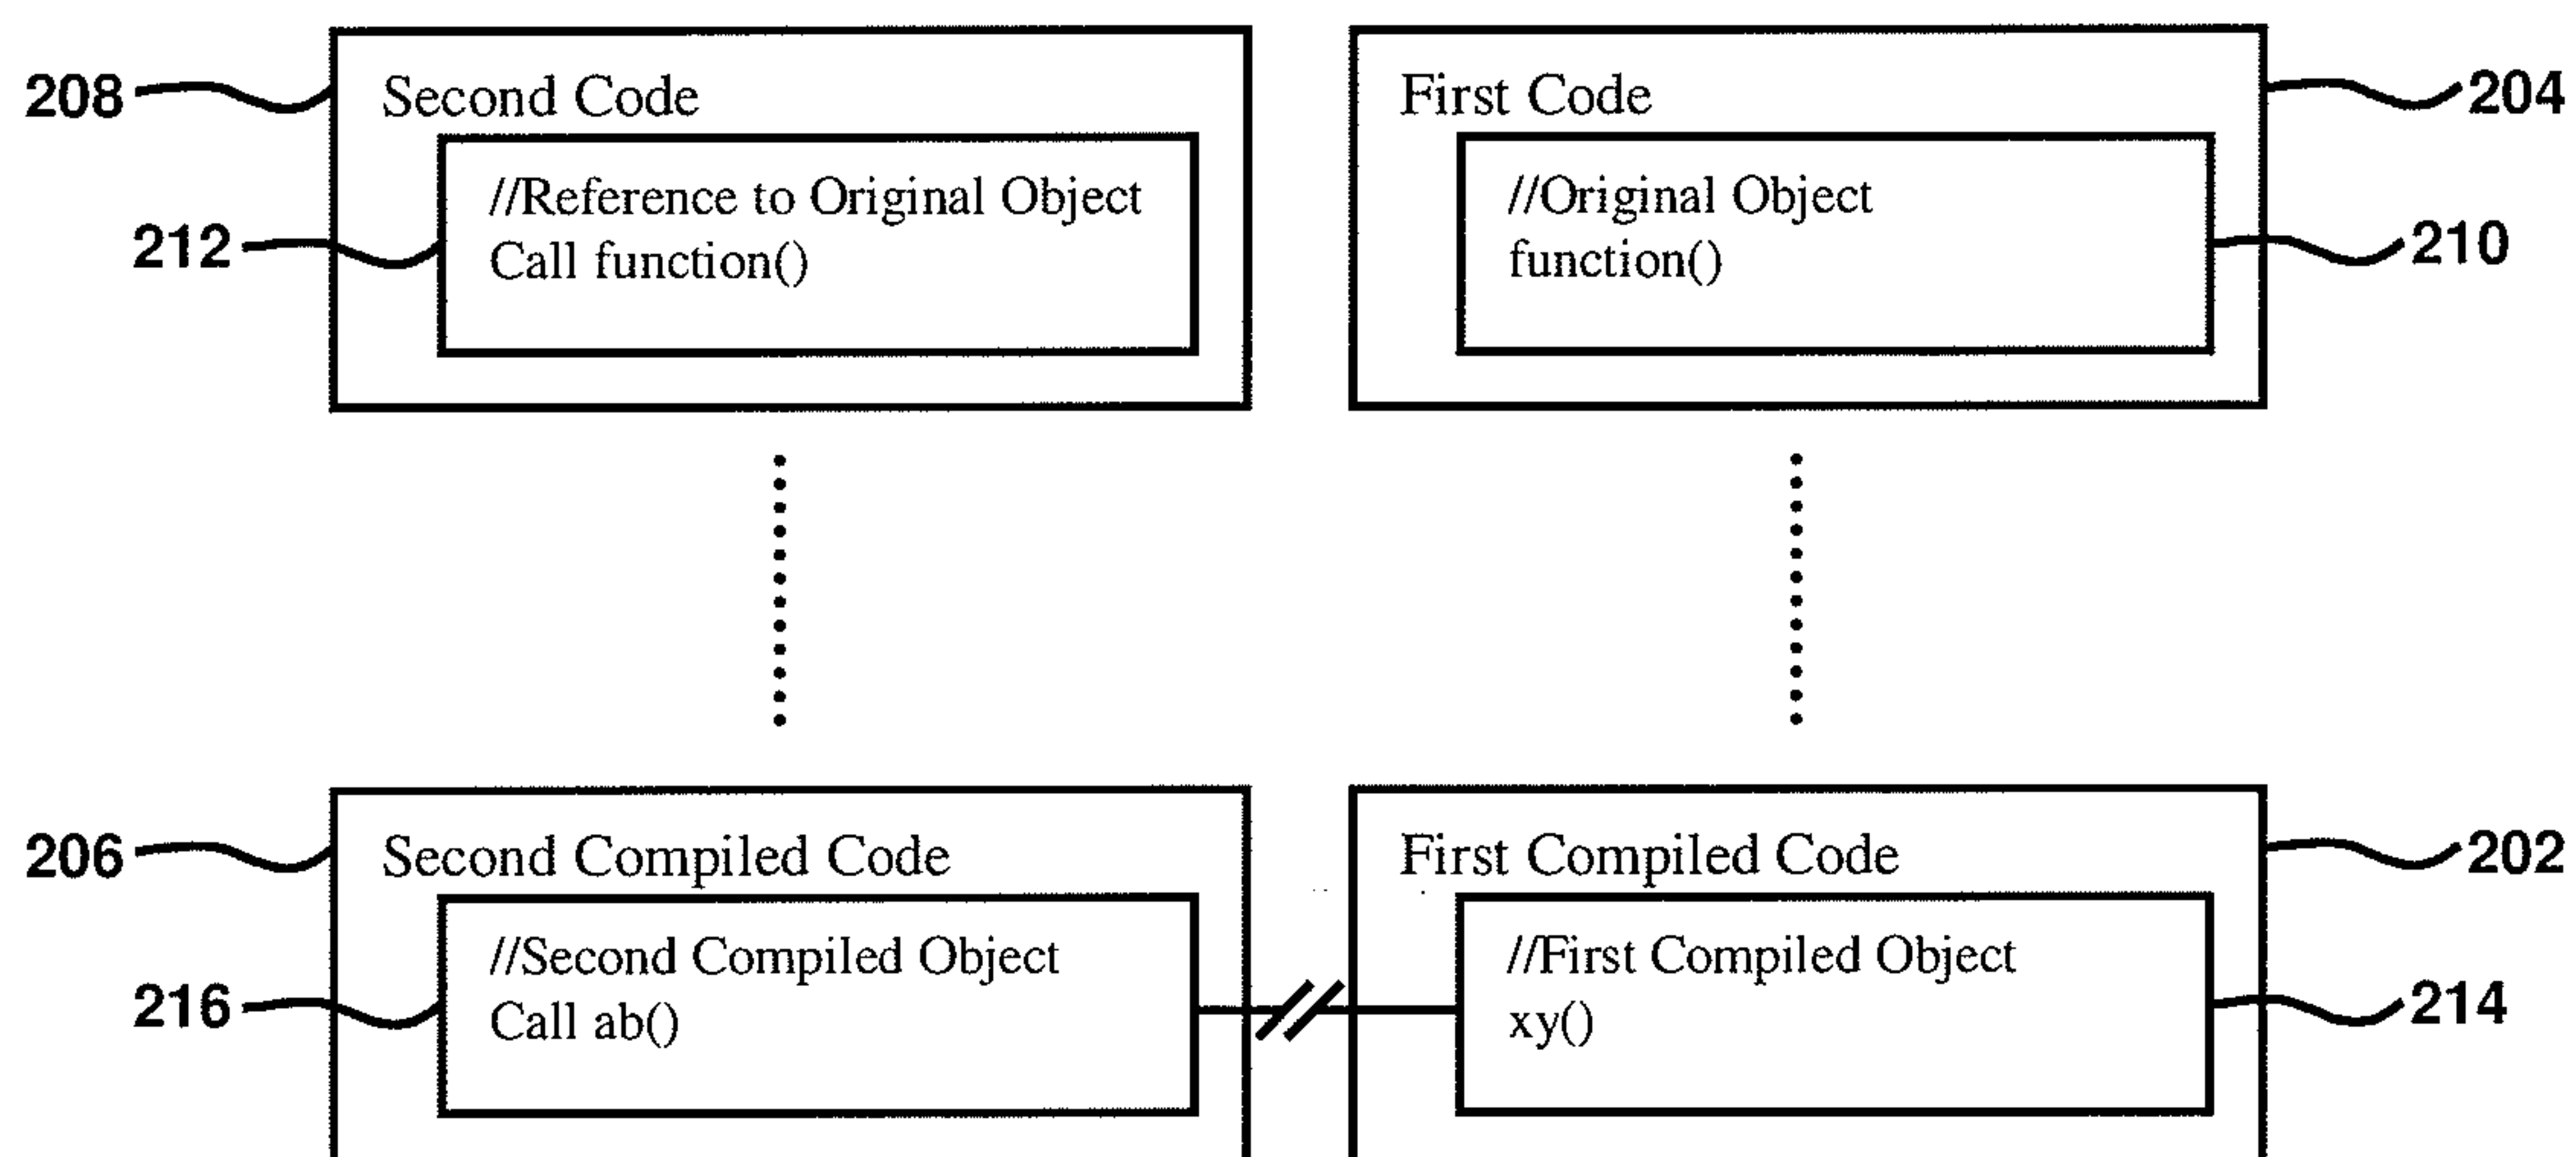 208
Second Code
//Reference to Original Object
212
Call function()
First Code
204
//Original Object
function()
210
206
Second Compiled Code
//Second Compiled Object
216
Call ab()
First Compiled Code
202
//First Compiled Object
xy()
214